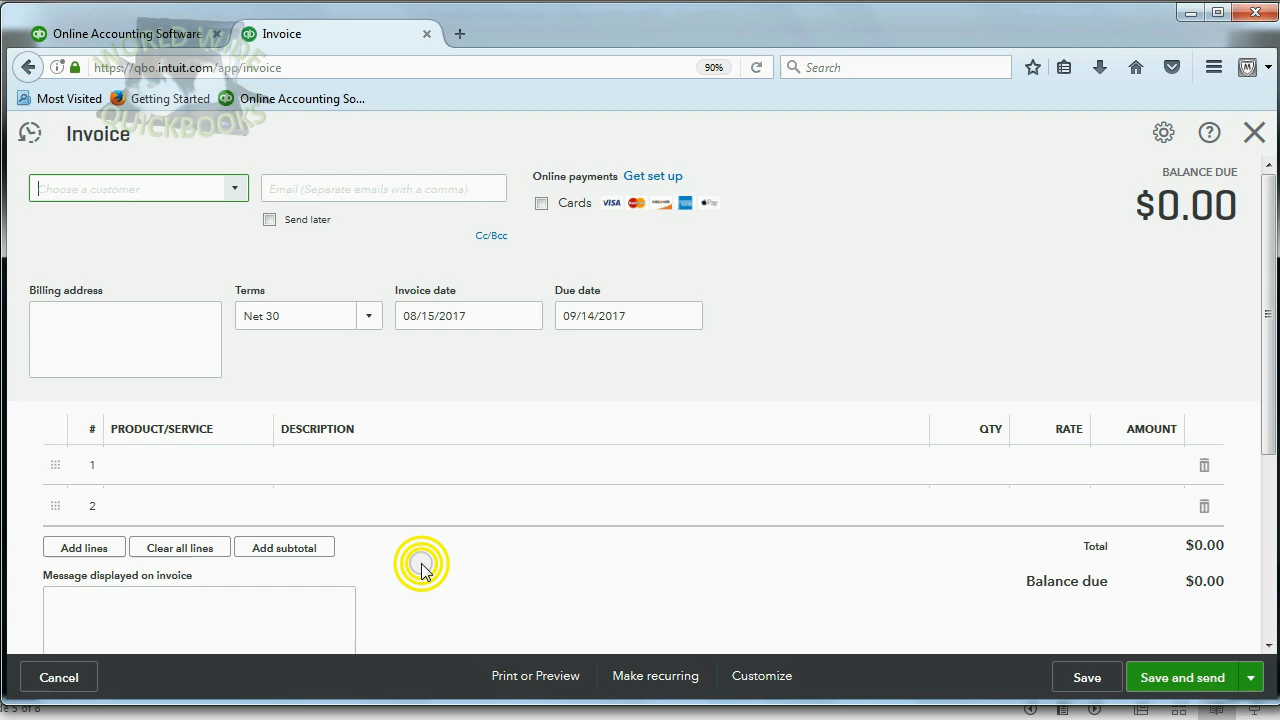 Online Accounting Software
Invoice
https://qbo.intuit.com/app/invoice
90%
Search
Most Visited
Getting Started
Online Accounting So...
WORLD WIDE
QUICKBOOKS
Invoice
Choose a customer
Email (Separate emails with a comma)
Online payments Get set up
BALANCE DUE
$0.00
Send later
Cards VISA
Cc/Bcc
Billing address
Terms
Invoice date
Due date
Net 30
08/15/2017
09/14/2017
# PRODUCT/SERVICE DESCRIPTION QTY RATE AMOUNT
1
2
Add lines
Clear all lines
Add subtotal
Total $0.00
Message displayed on invoice
Balance due $0.00
Cancel
Print or Preview
Make recurring
Customize
Save
Save and send